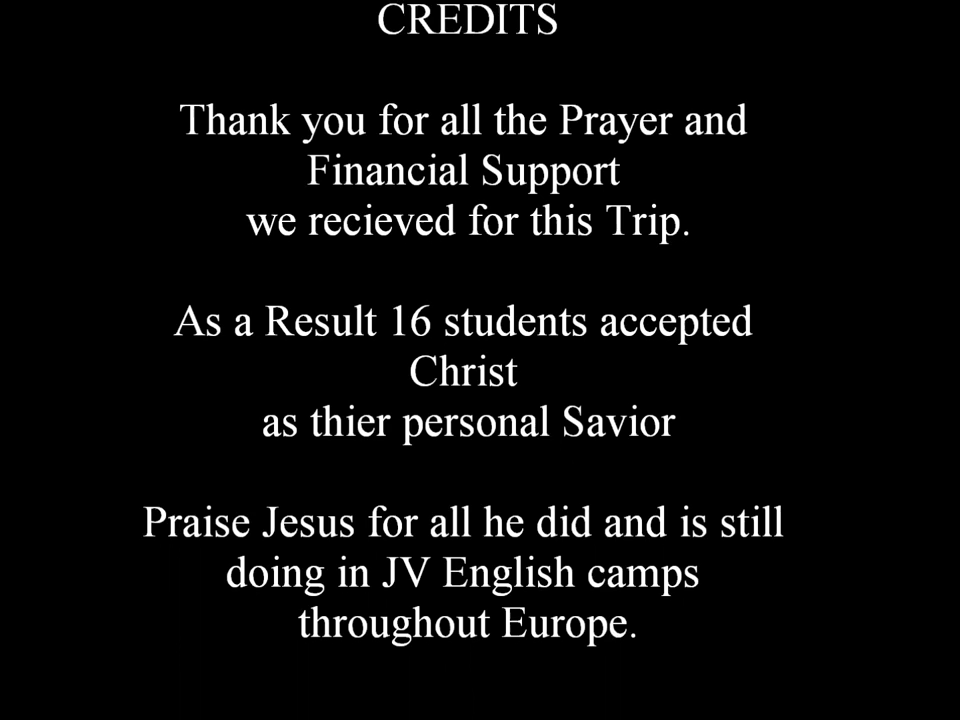 CREDITS
Thank you for all the Prayer and
Financial Support
we recieved for this Trip.
As a Result 16 students accepted
Christ
as thier personal Savior
Praise Jesus for all he did and is still
doing in JV English camps
throughout Europe.